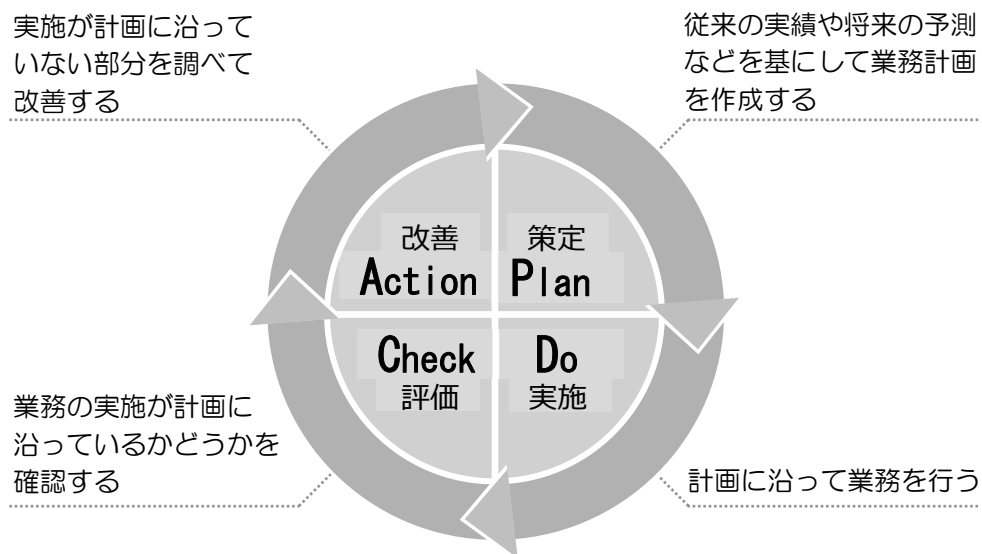 実施が計画に沿って
いない部分を調べて
改善する
従来の実績や将来の予測
などを基にして業務計画
を作成する
改善
Action
策定
Plan
Check
評価
Do
実施
業務の実施が計画に
沿っているかどうかを
確認する
計画に沿って業務を行う